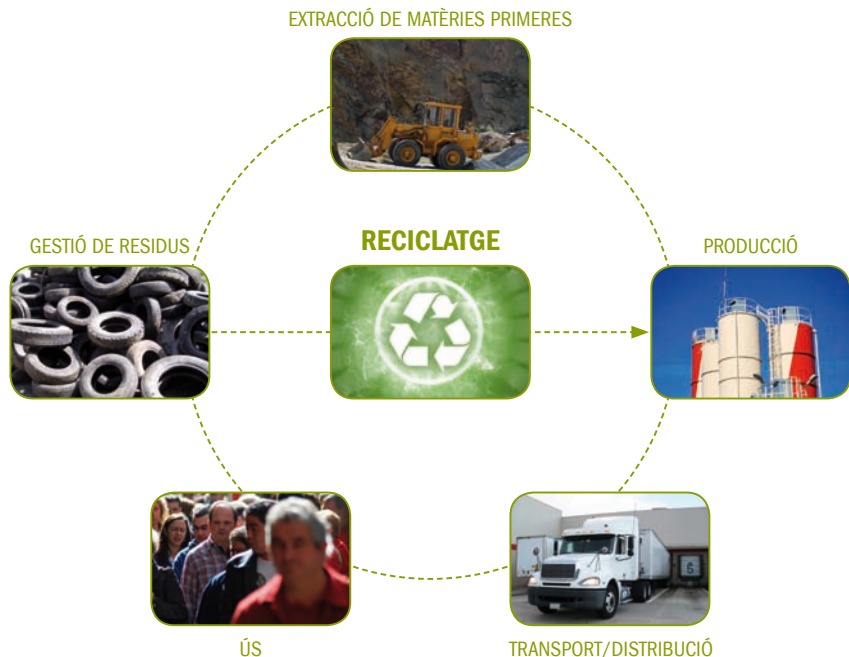 EXTRACCIÓ DE MATÈRIES PRIMERES
GESTIÓ DE RESIDUS
RECICLATGE
PRODUCCIÓ
ÚS
TRANSPORT/DISTRIBUCIÓ